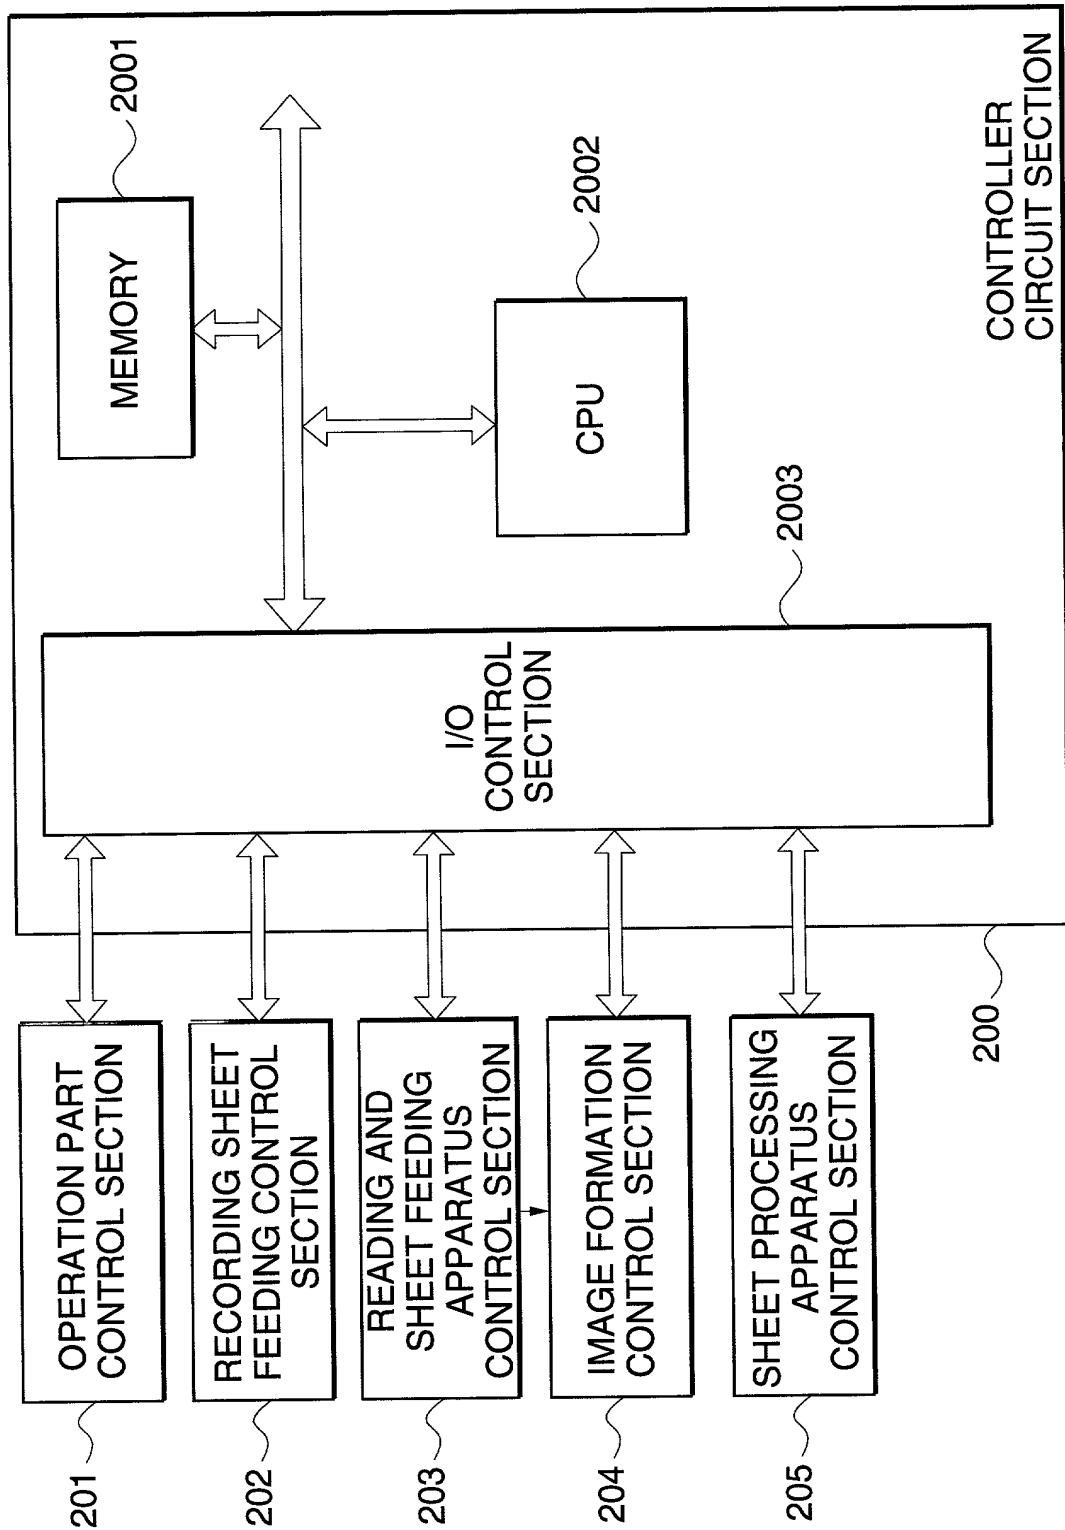 201
OPERATION PART
CONTROL SECTION
202
RECORDING SHEET
FEEDING CONTROL
SECTION
203
READING AND
SHEET FEEDING
APPARATUS
CONTROL SECTION
204
IMAGE FORMATION
CONTROL SECTION
205
SHEET PROCESSING
APPARATUS
CONTROL SECTION
200
I/O
CONTROL
SECTION
2003
MEMORY
2001
CPU
2002
CONTROLLER
CIRCUIT SECTION